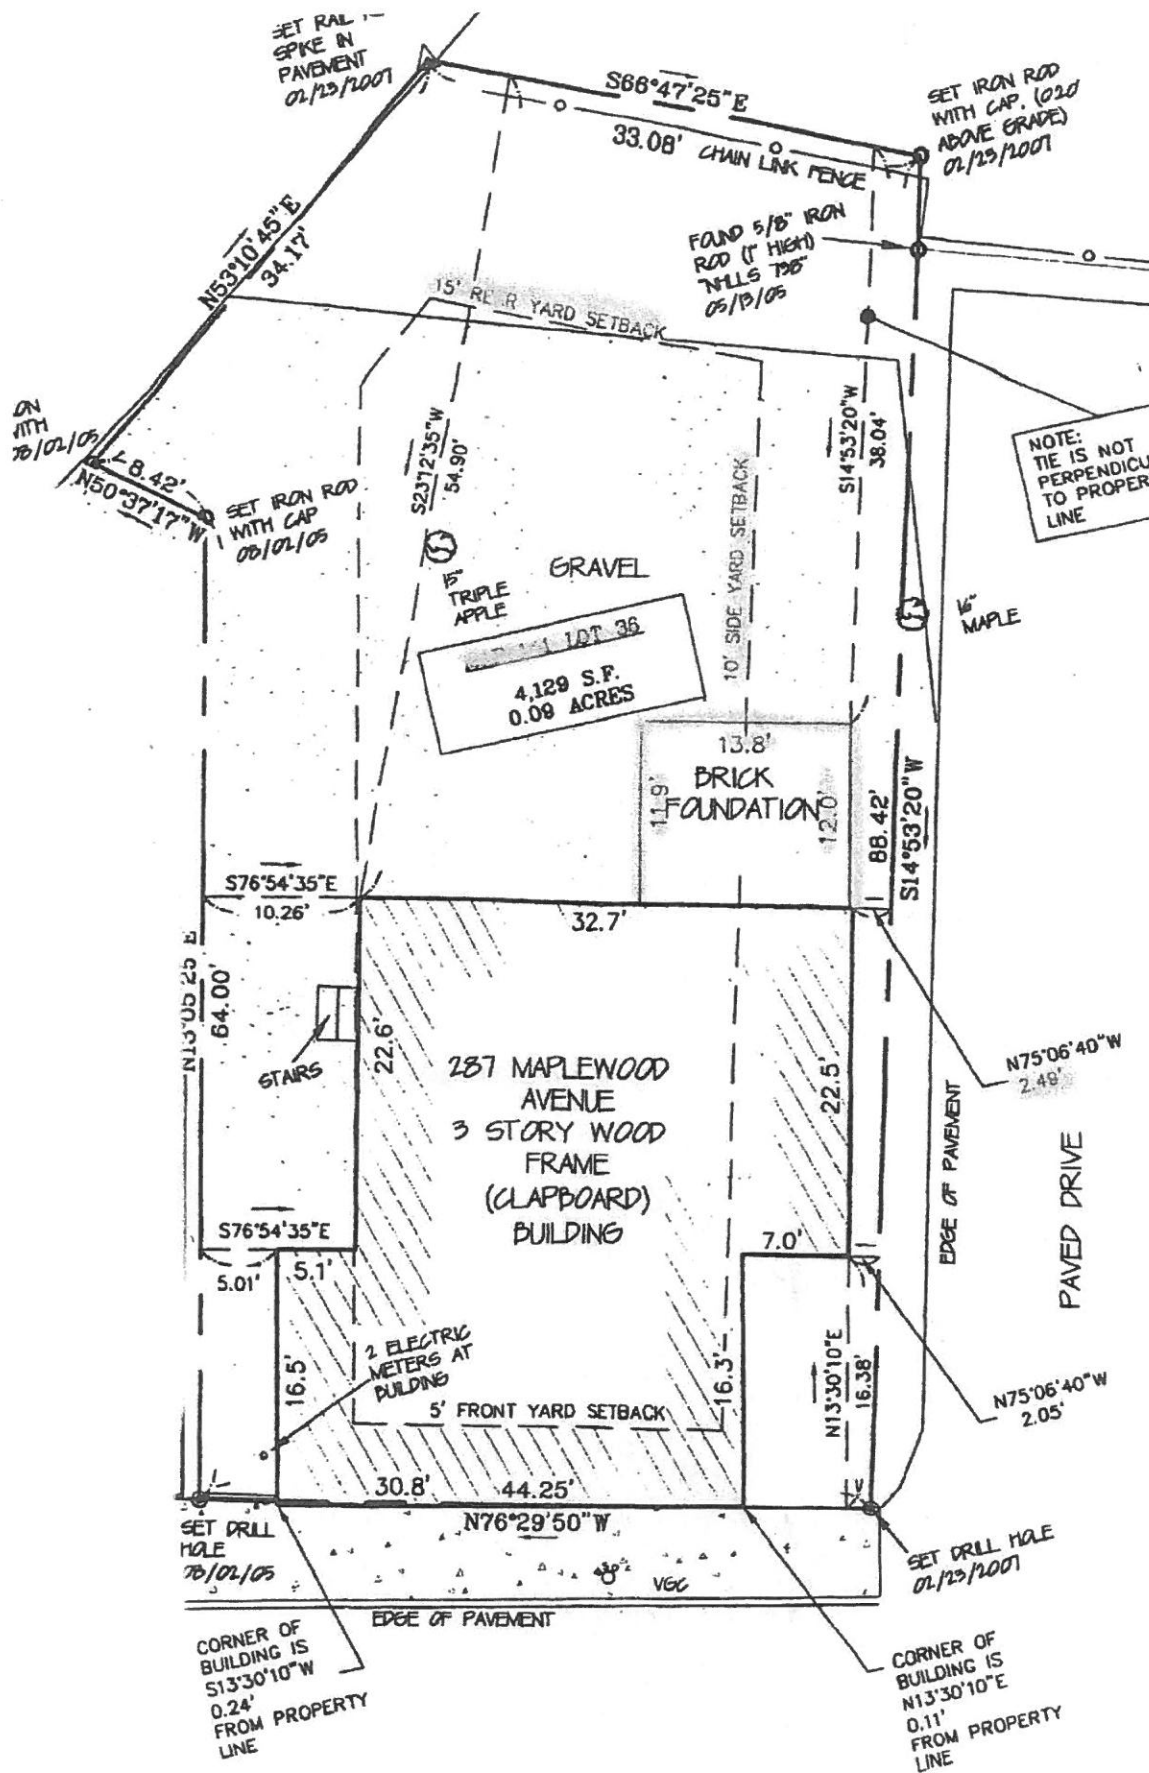 SET RAIL
SPIKE IN
PAVEMENT
02/23/2007
S66°47'25"E
33.08' CHAIN LINK FENCE
SET IRON ROD
WITH CAP. (020
ABOVE GRADE)
02/23/2007
N53°10'45"E
34.17'
FOUND 5/8" IRON
ROD (1" HIGH)
05/13/05
15' RE R YARD SETBACK
8.42'
N50°37'17"W
SET IRON ROD
WITH CAP
08/02/05
08/02/05
S23°12'35"W
54.90'
10' SIDE YARD SETBACK
S14°53'20"W
38.04'
NOTE:
TIE IS NOT
PERPENDICU
TO PROPER
LINE
15"
TRIPLE
APPLE
GRAVEL
16"
MAPLE
LOT 36
4,129 S.F.
0.09 ACRES
13.8'
BRICK
FOUNDATION
11.9'
12.0'
88.42'
S14°53'20"W
S76°54'35"E
10.26'
32.7'
N13°05'25"E
64.00'
STAIRS
22.6'
287 MAPLEWOOD
AVENUE
3 STORY WOOD
FRAME
(CLAPBOARD)
BUILDING
22.5'
N75°06'40"W
2.49'
EDGE OF PAVEMENT
PAVED DRIVE
S76°54'35"E
5.01'
5.1'
7.0'
16.5'
2 ELECTRIC
METERS AT
BUILDING
16.3'
N13°30'10"E
16.38'
N75°06'40"W
2.05'
5' FRONT YARD SETBACK
30.8'
44.25'
N76°29'50"W
SET DRILL
HOLE
08/02/05
SET DRILL HOLE
02/23/2007
VGC
EDGE OF PAVEMENT
CORNER OF
BUILDING IS
S13°30'10"W
0.24'
FROM PROPERTY
LINE
CORNER OF
BUILDING IS
N13°30'10"E
0.11'
FROM PROPERTY
LINE